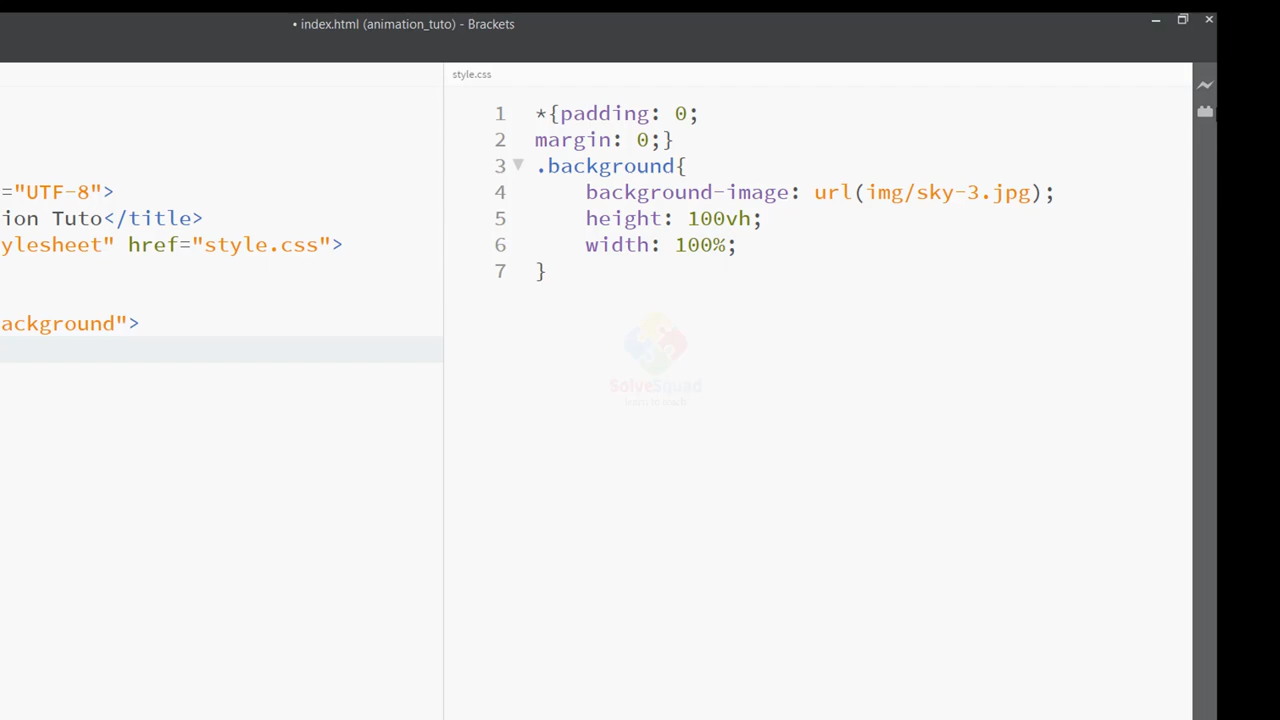 • index.html (animation_tuto) - Brackets
="UTF-8">
ion Tuto</title>
ylesheet" href="style.css">
ackground">
style.css
1 *{padding: 0;
2 margin: 0;}
3 .background{
4 background-image: url(img/sky-3.jpg);
5 height: 100vh;
6 width: 100%;
7 }
SolveSquad